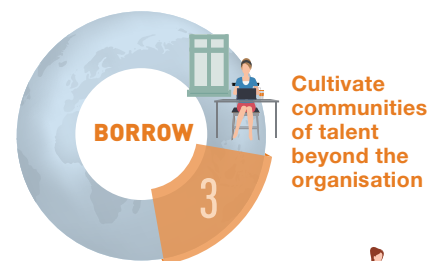 BORROW
3
Cultivate
communities
of talent
beyond the
organisation